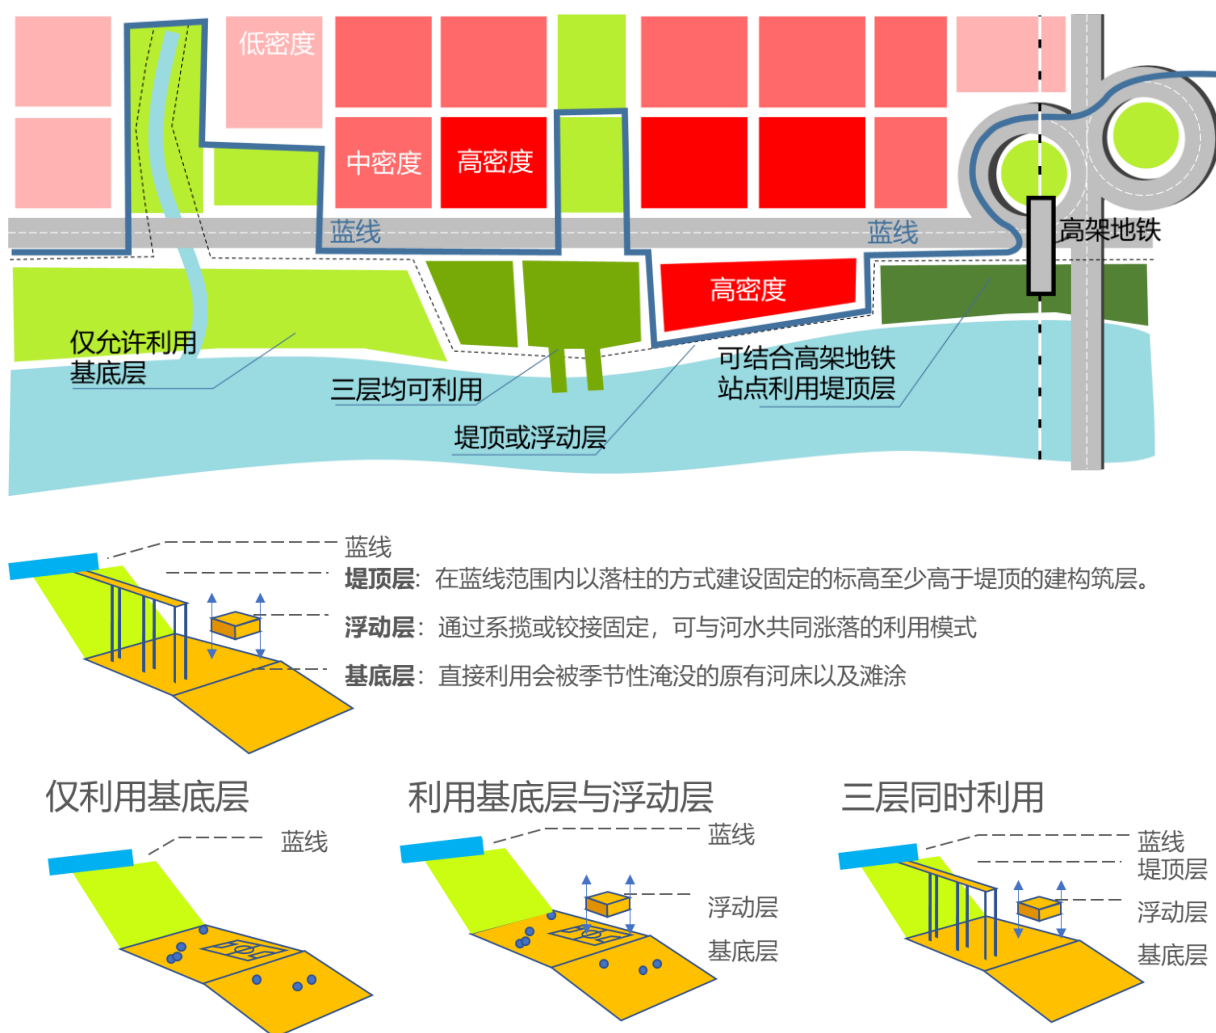 低密度
中密度
高密度
蓝线
蓝线
高架地铁
高密度
仅允许利用
基底层
三层均可利用
堤顶或浮动层
可结合高架地铁
站点利用堤顶层
蓝线
堤顶层：在蓝线范围内以落柱的方式建设固定的标高至少高于堤顶的建构筑层。
浮动层：通过系揽或铰接固定，可与河水共同涨落的利用模式
基底层：直接利用会被季节性淹没的原有河床以及滩涂
仅利用基底层
蓝线
利用基底层与浮动层
蓝线
浮动层
基底层
三层同时利用
蓝线
堤顶层
浮动层
基底层